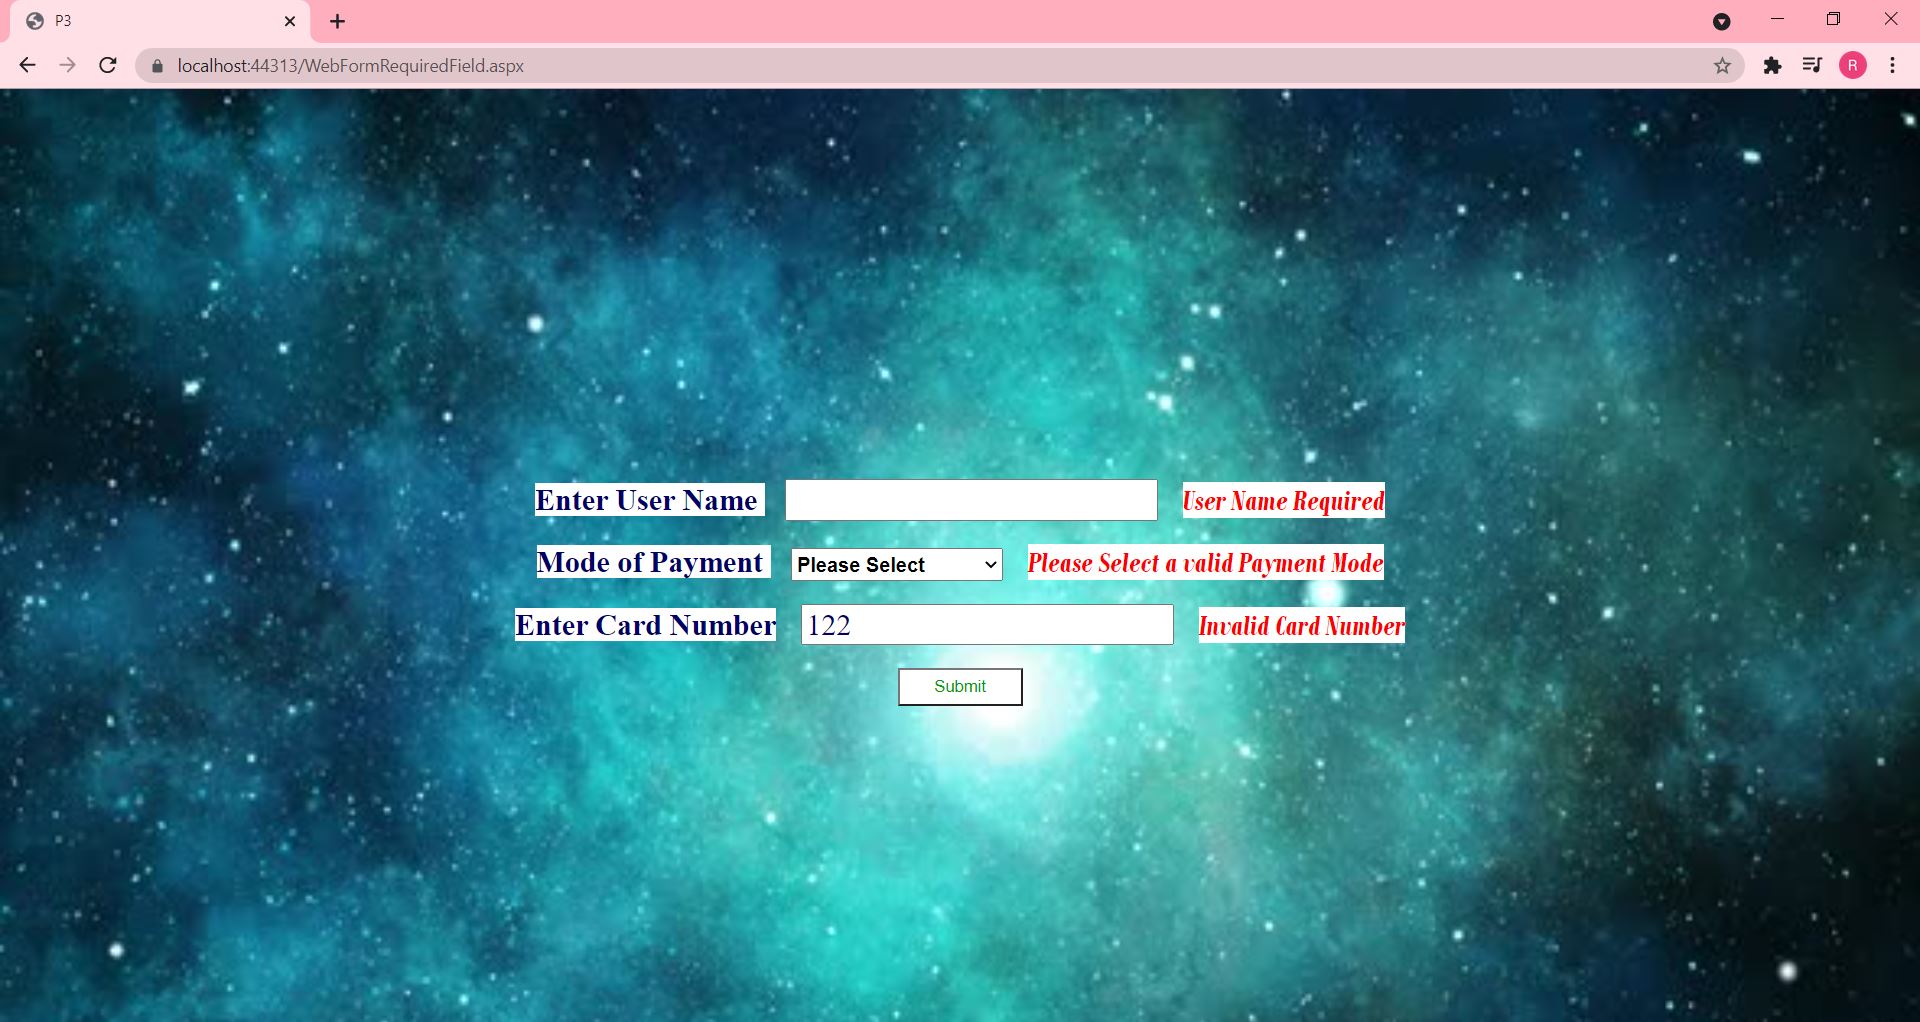 P3
localhost:44313/WebFormRequiredField.aspx
R
Enter User Name User Name Required
Mode of Payment Please Select Please Select a valid Payment Mode
Enter Card Number 122 Invalid Card Number
Submit